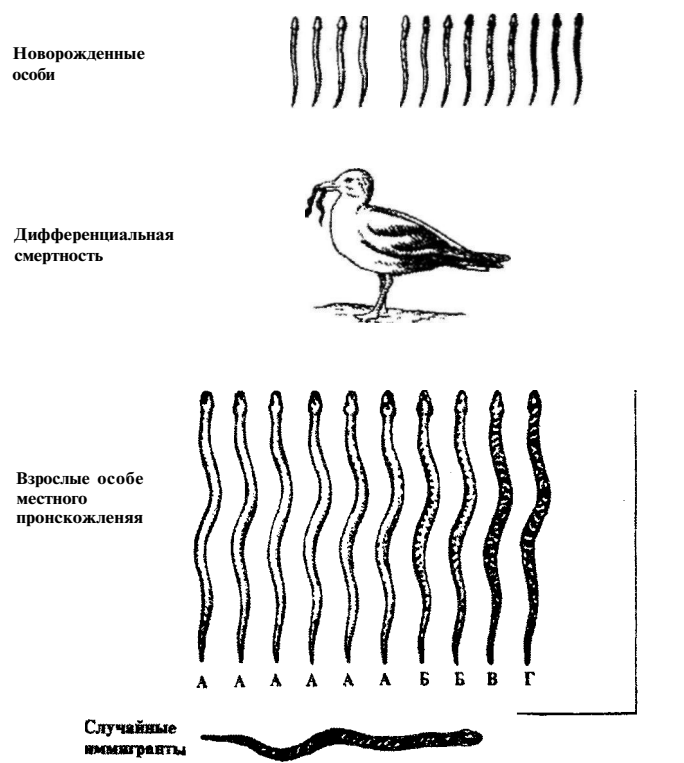 Новорожденные
особи
Дифференциальная
смертность
Взрослые особе
местного
пронскожленяя
А А А А А А Б Б В Г
Случайные
иммигранты